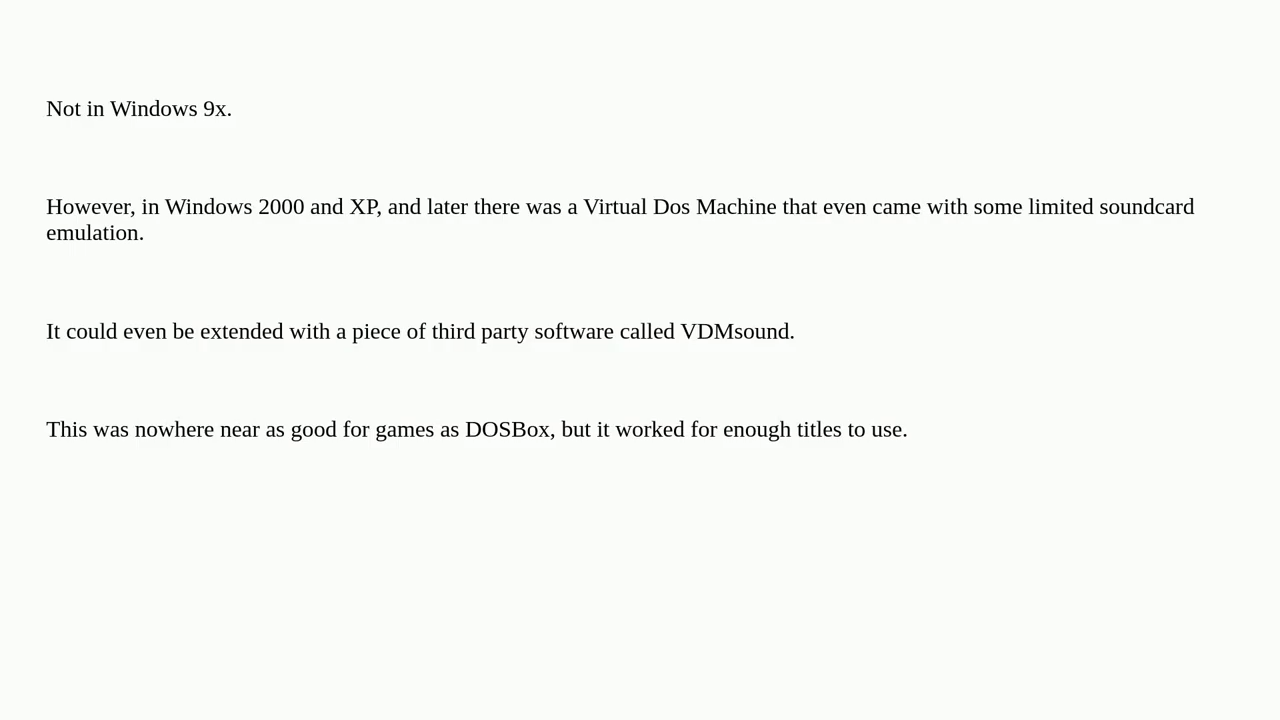 Not in Windows 9x.
However, in Windows 2000 and XP, and later there was a Virtual Dos Machine that even came with some limited soundcard
emulation.
It could even be extended with a piece of third party software called VDMsound.
This was nowhere near as good for games as DOSBox, but it worked for enough titles to use.